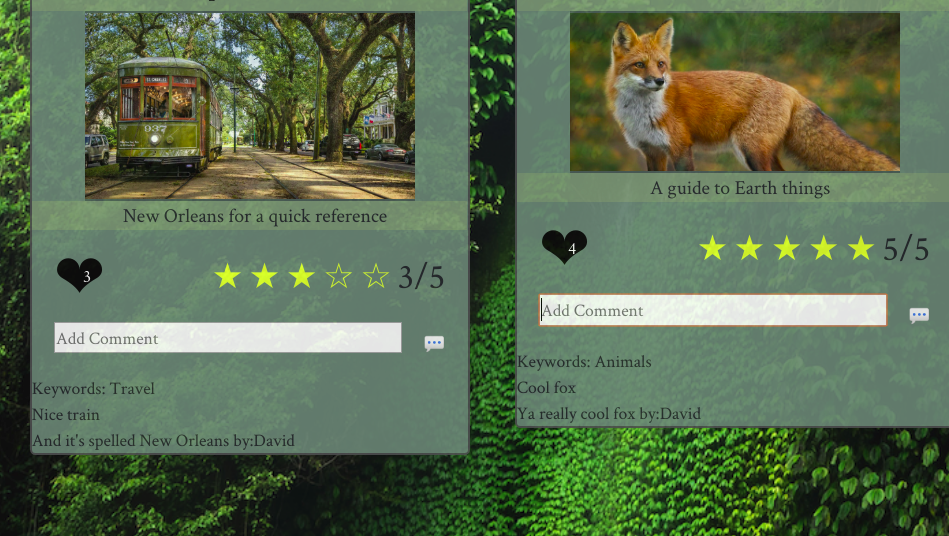 ST. CHARLES
New Orleans for a quick reference
3
3/5
Add Comment
Keywords: Travel
Nice train
And it's spelled New Orleans by:David
A guide to Earth things
4
5/5
Add Comment
Keywords: Animals
Cool fox
Ya really cool fox by:David